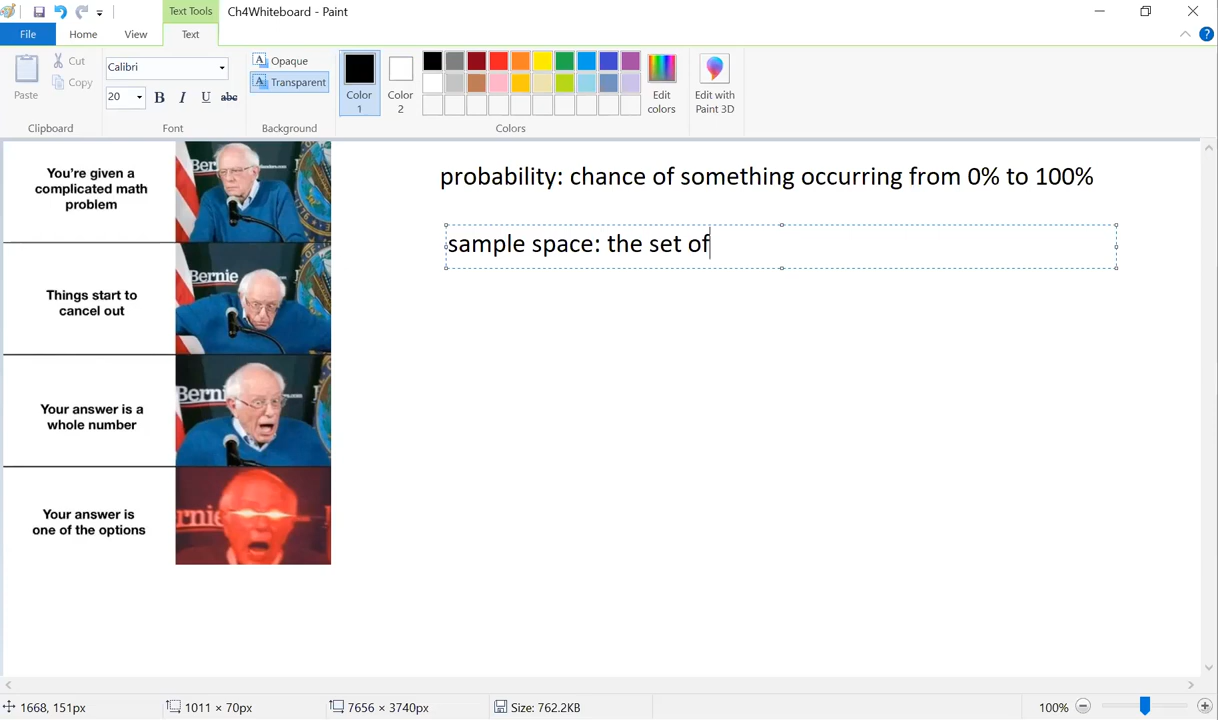 Ch4Whiteboard - Paint
Text Tools
File
Home
View
Text
Paste
Cut
Copy
Clipboard
Calibri
20
B
I
U
abc
Font
Opaque
Transparent
Background
Color
1
Color
2
Edit
colors
Colors
Edit with
Paint 3D
You're given a
complicated math
problem
Things start to
cancel out
Your answer is a
whole number
Your answer is
one of the options
Bernie
Bernie
Berni
Bernie
probability: chance of something occurring from 0% to 100%
sample space: the set of
1668, 151px
1011 × 70px
7656 × 3740px
Size: 762.2KB
100%